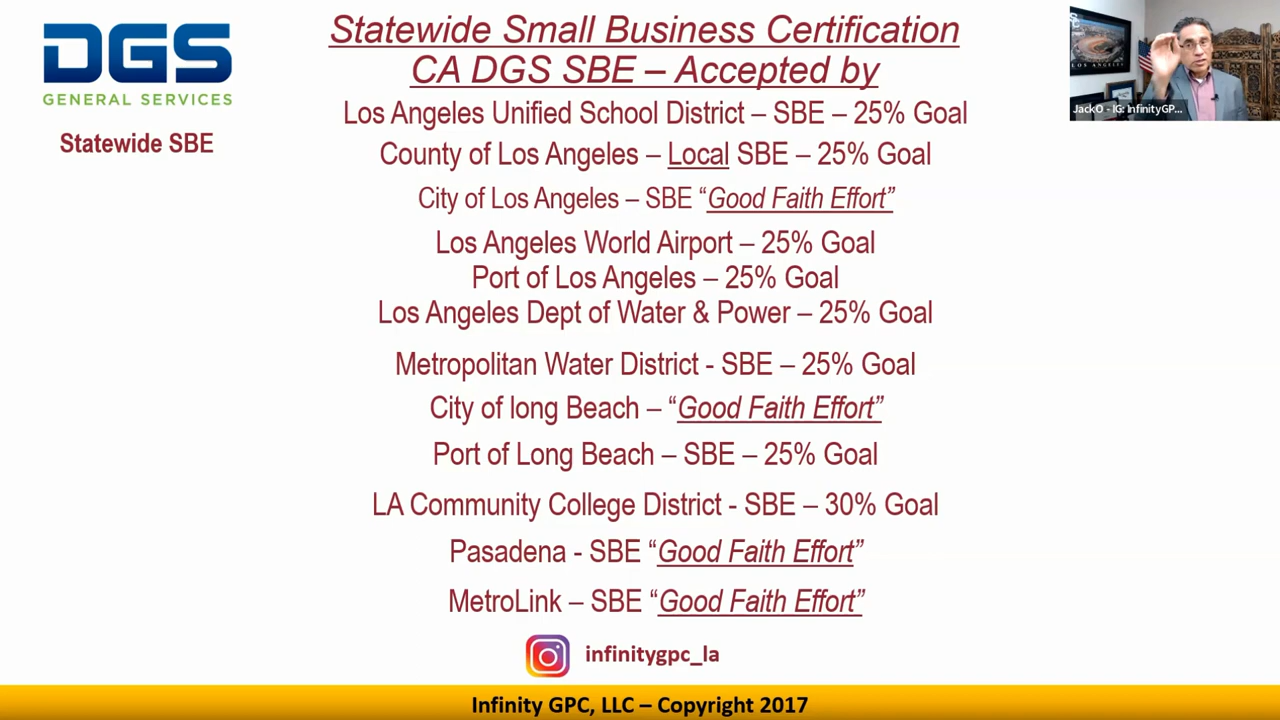 DGS
GENERAL SERVICES
Statewide SBE
Statewide Small Business Certification
CA DGS SBE – Accepted by
Los Angeles Unified School District – SBE – 25% Goal
County of Los Angeles – Local SBE – 25% Goal
City of Los Angeles – SBE “Good Faith Effort”
Los Angeles World Airport – 25% Goal
Port of Los Angeles – 25% Goal
Los Angeles Dept of Water & Power – 25% Goal
Metropolitan Water District - SBE – 25% Goal
City of long Beach – “Good Faith Effort”
Port of Long Beach – SBE – 25% Goal
LA Community College District - SBE – 30% Goal
Pasadena - SBE “Good Faith Effort”
MetroLink – SBE “Good Faith Effort”
infinitygpc_la
Infinity GPC, LLC – Copyright 2017
LOS ANGELES
JackO - IG: InfinityGP...